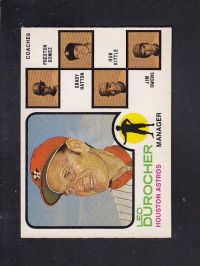 COACHES
PRESTON
GOMEZ
GRADY
HATTON
HUB
KITTLE
JIM
OWENS
LEO
DUROCHER
HOUSTON ASTROS
MANAGER